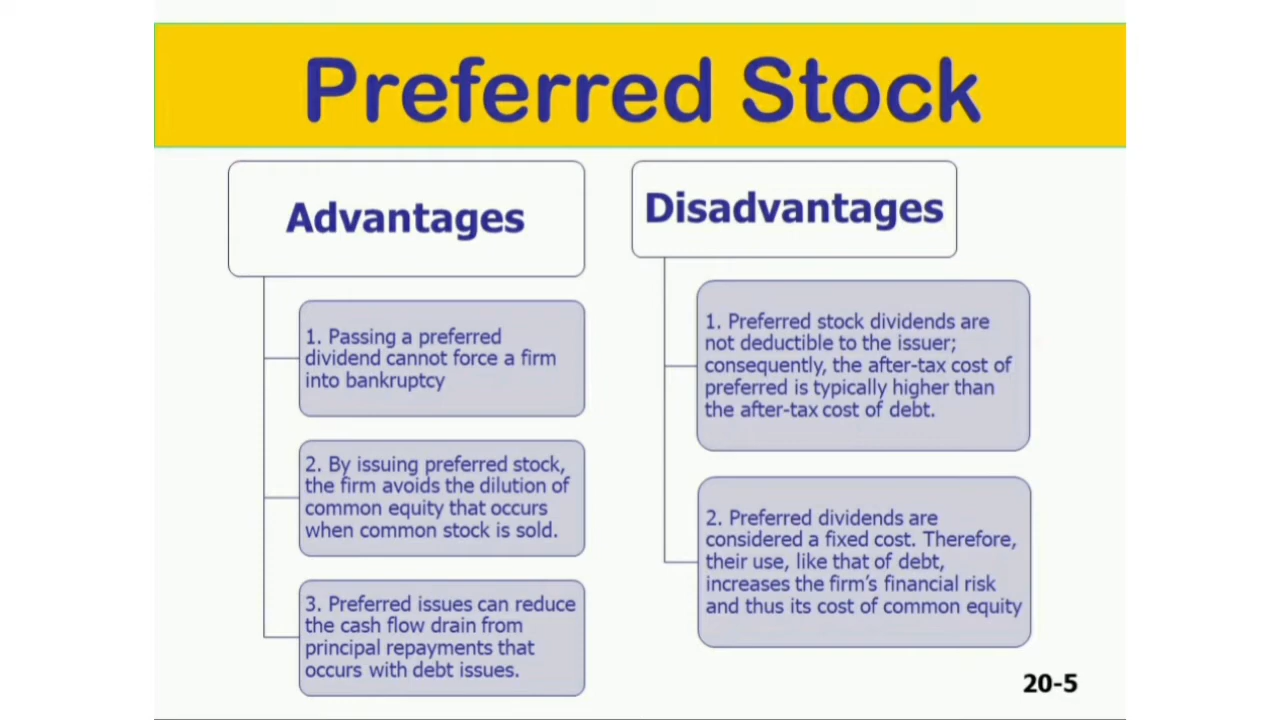 Preferred Stock
Advantages
1. Passing a preferred
dividend cannot force a firm
into bankruptcy
2. By issuing preferred stock,
the firm avoids the dilution of
common equity that occurs
when common stock is sold.
3. Preferred issues can reduce
the cash flow drain from
principal repayments that
occurs with debt issues.
Disadvantages
1. Preferred stock dividends are
not deductible to the issuer;
consequently, the after-tax cost of
preferred is typically higher than
the after-tax cost of debt.
2. Preferred dividends are
considered a fixed cost. Therefore,
their use, like that of debt,
increases the firm's financial risk
and thus its cost of common equity
20-5